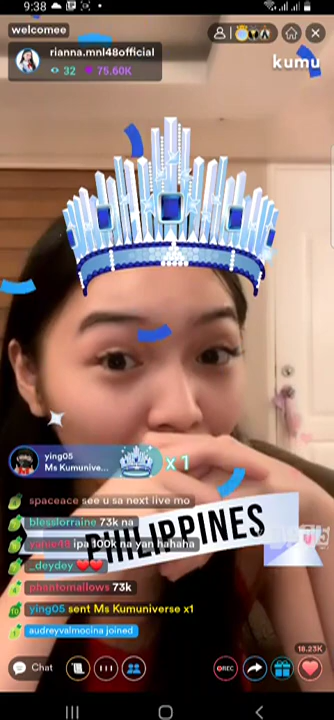 9:38
welcomee
rianna.mnl48official
32 75.60K
kumu
ying05
Ms Kumunive...
x 1
spaceace see u sa next live mo
blesslorraine 73k na
ipa 100k na yan hahaha
PHILIPPINES
_deydey ❤️❤️
phantomallows 73k
ying05 sent Ms Kumuniverse x1
audreyvalmocina joined
18.23K
Chat
REC